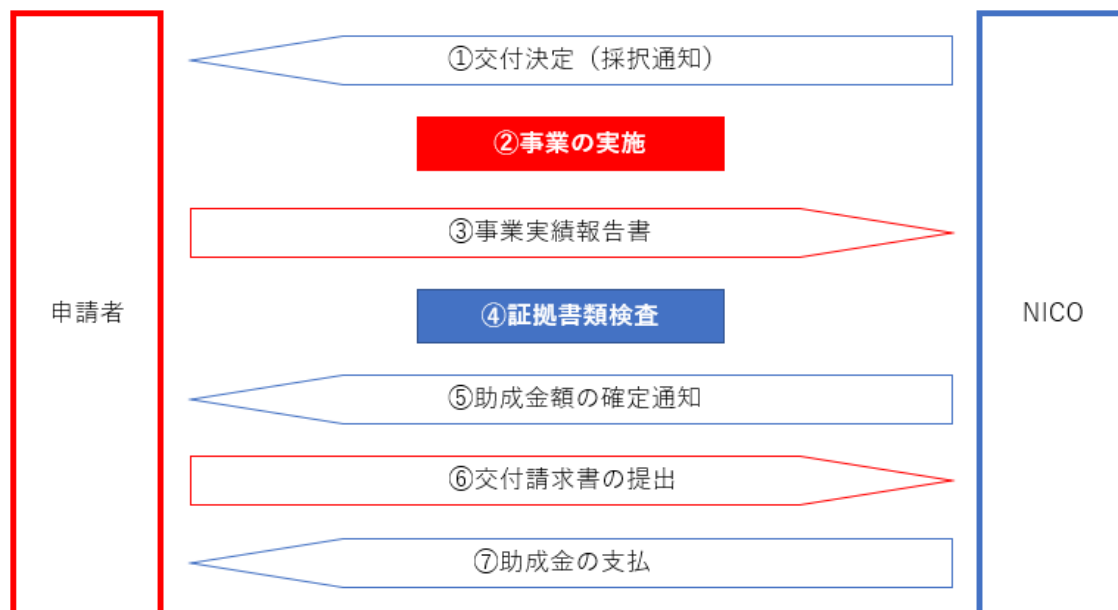 ①交付決定（採択通知）
②事業の実施
③事業実績報告書
申請者
④証拠書類検査
NICO
⑤助成金額の確定通知
⑥交付請求書の提出
⑦助成金の支払